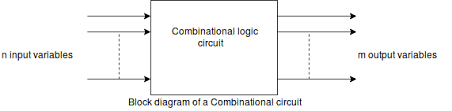 Combinational logic
circuit
n input variables
m output variables
Block diagram of a Combinational circuit